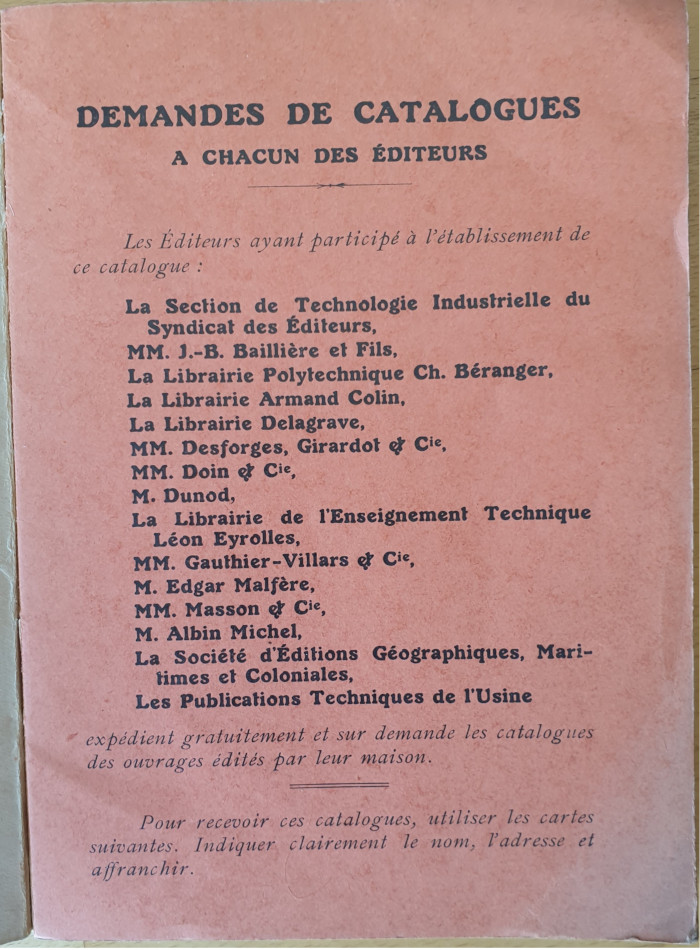 DEMANDES DE CATALOGUES
A CHACUN DES ÉDITEURS
Les Éditeurs ayant participé à l'établissement de
ce catalogue :
La Section de Technologie Industrielle du
Syndicat des Éditeurs,
MM. J.-B. Baillière et Fils,
La Librairie Polytechnique Ch. Béranger,
La Librairie Armand Colin,
La Librairie Delagrave,
MM. Desforges, Girardot & Cie,
MM. Doin & Cie,
M. Dunod,
La Librairie de l'Enseignement Technique
Léon Eyrolles,
MM. Gauthier-Villars & Cie,
M. Edgar Malfère,
MM. Masson & Cie,
M. Albin Michel,
La Société d'Éditions Géographiques, Mari-
times et Coloniales,
Les Publications Techniques de l'Usine
expédient gratuitement et sur demande les catalogues
des ouvrages édités par leur maison.
Pour recevoir ces catalogues, utiliser les cartes
suivantes. Indiquer clairement le nom, l'adresse et
affranchir.